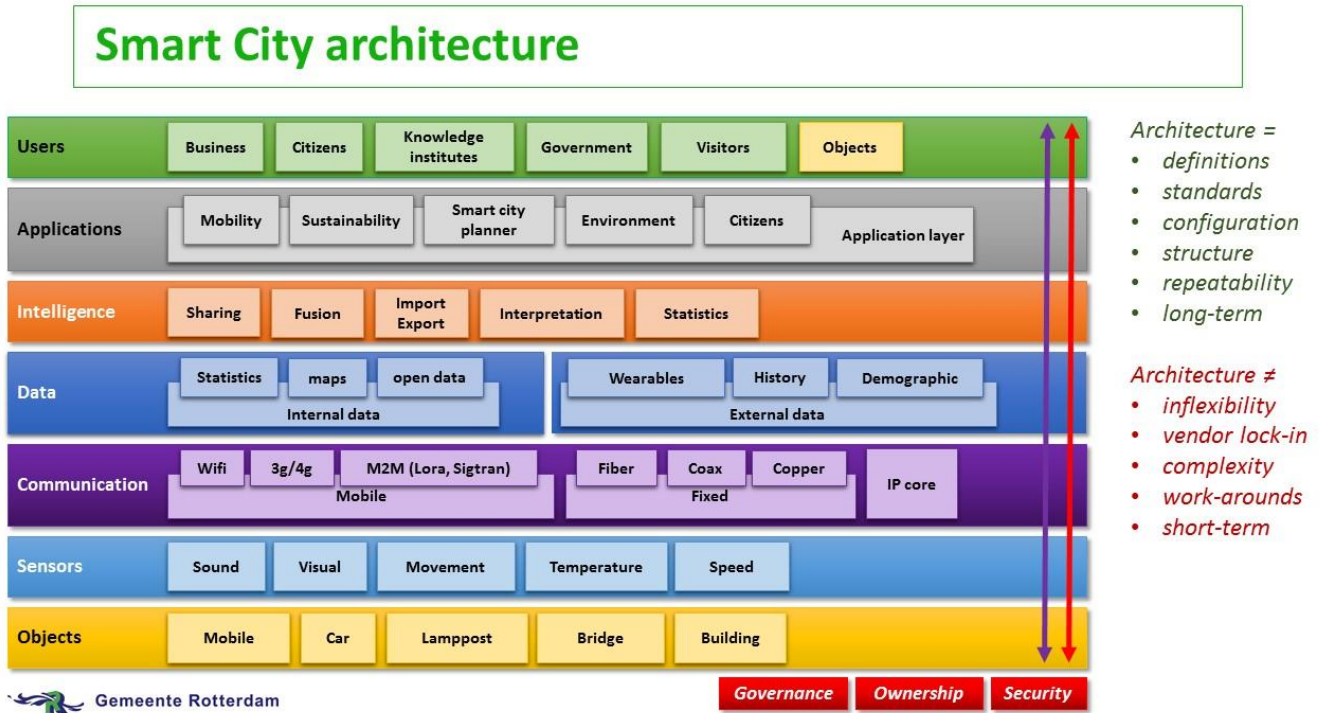 Smart City architecture
Users
Business
Citizens
Knowledge
institutes
Government
Visitors
Objects
Applications
Mobility
Sustainability
Smart city
planner
Environment
Citizens
Application layer
Intelligence
Sharing
Fusion
Import
Export
Interpretation
Statistics
Data
Statistics
maps
open data
Internal data
Wearables
History
Demographic
External data
Communication
Wifi
3g/4g
M2M (Lora, Sigtran)
Mobile
Fiber
Coax
Copper
Fixed
IP core
Sensors
Sound
Visual
Movement
Temperature
Speed
Objects
Mobile
Car
Lamppost
Bridge
Building
Architecture =
• definitions
• standards
• configuration
• structure
• repeatability
• long-term
Architecture ≠
• inflexibility
• vendor lock-in
• complexity
• work-arounds
• short-term
Gemeente Rotterdam
Governance
Ownership
Security